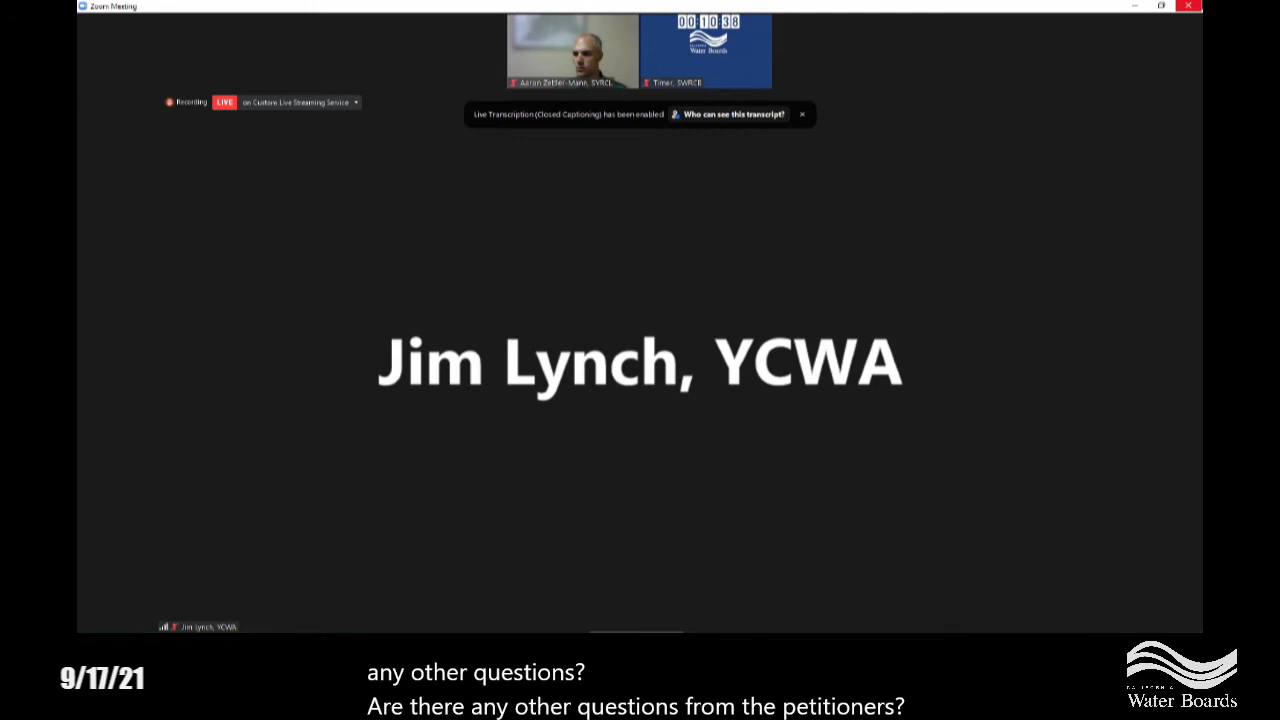 Zoom Meeting
00:10:38
Water Boards
Aaron Zettler-Mann, SYRCL
Timer, SWRCB
Recording
LIVE
on Custom Live Streaming Service
Live Transcription (Closed Captioning) has been enabled
Who can see this transcript?
Jim Lynch, YCWA
Jim Lynch, YCWA
9/17/21
any other questions?
Are there any other questions from the petitioners?
CALIFORNIA
Water Boards